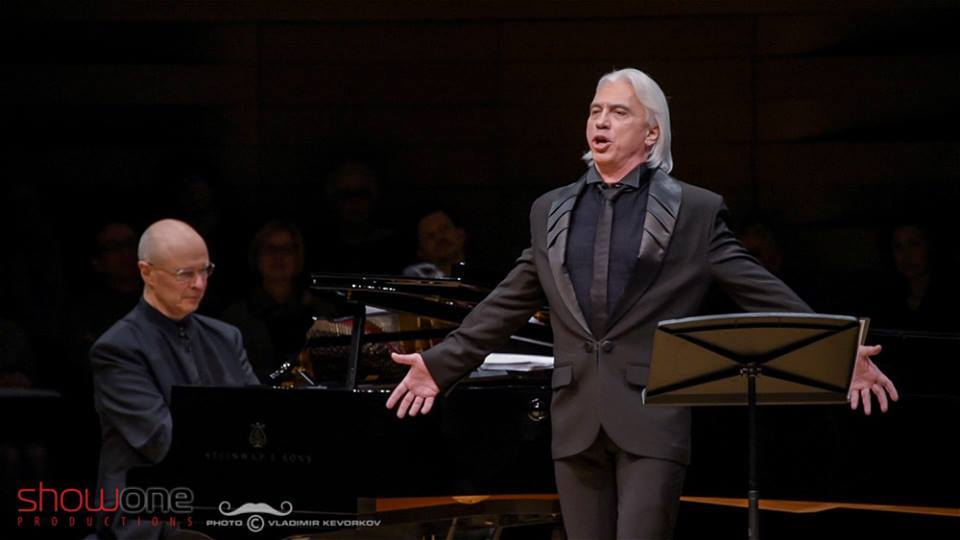 STEINWAY & SONS
showone
PRODUCTIONS
PHOTO © VLADIMIR KEVORKOV